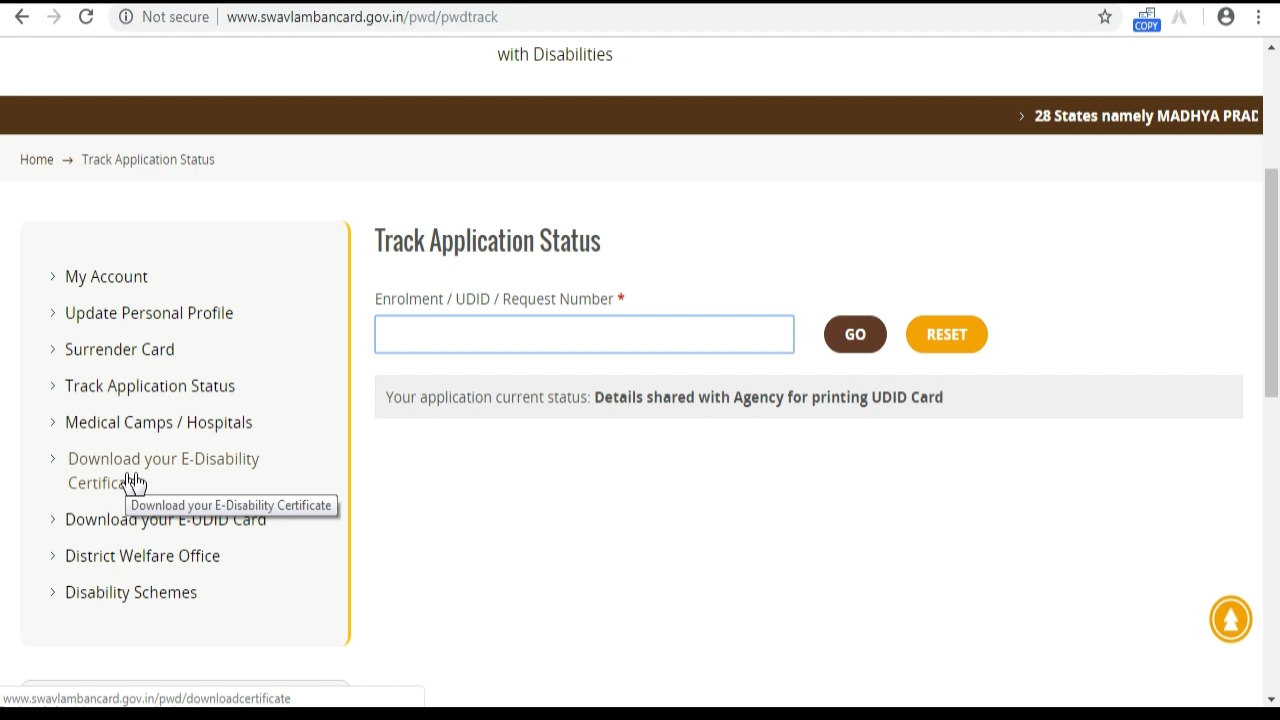 Not secure
www.swavlambancard.gov.in/pwd/pwdtrack
COPY
with Disabilities
28 States namely MADHYA PRAD
Home → Track Application Status
My Account
Update Personal Profile
Surrender Card
Track Application Status
Medical Camps / Hospitals
Download your E-Disability
Download your E-Disability Certificate
Download your E-UDID Card
District Welfare Office
Disability Schemes
Track Application Status
Enrolment / UDID / Request Number *
GO
RESET
Your application current status: Details shared with Agency for printing UDID Card
www.swavlambancard.gov.in/pwd/downloadcertificate